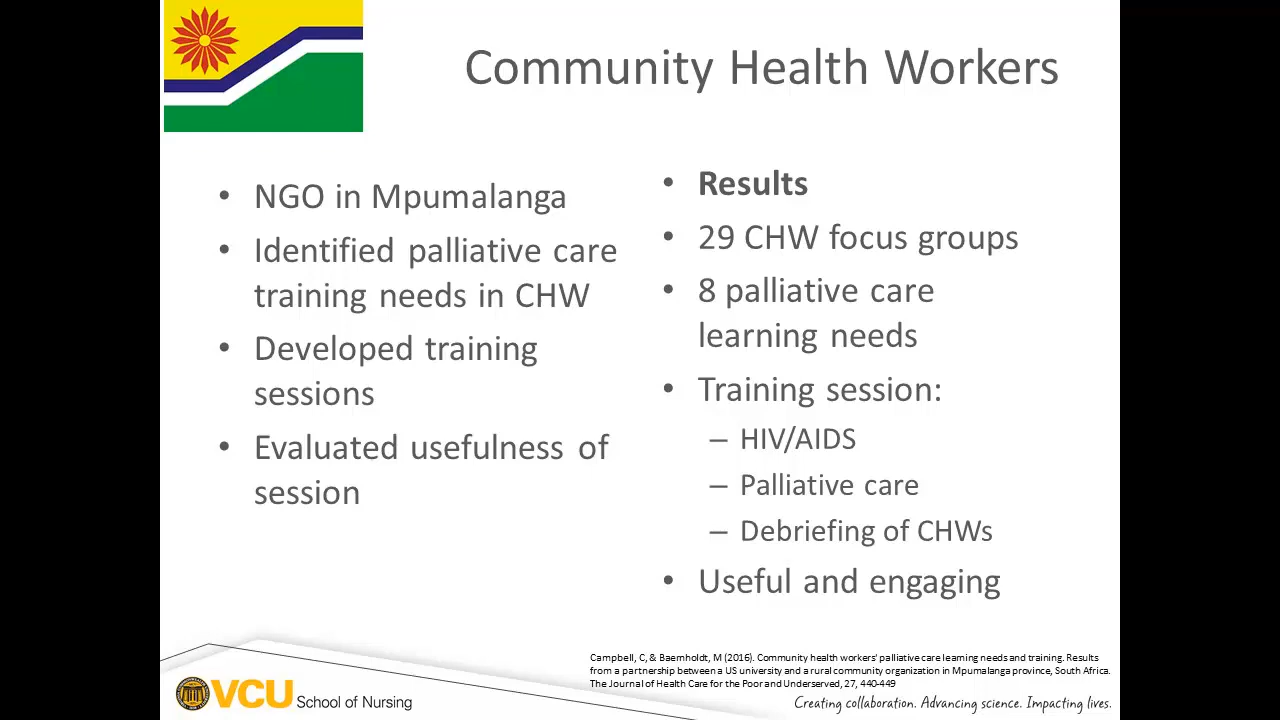 Community Health Workers
• NGO in Mpumalanga
• Identified palliative care
training needs in CHW
• Developed training
sessions
• Evaluated usefulness of
session
• Results
• 29 CHW focus groups
• 8 palliative care
learning needs
• Training session:
– HIV/AIDS
– Palliative care
– Debriefing of CHWs
• Useful and engaging
Campbell, C, & Baernholdt, M (2016). Community health workers' palliative care learning needs and training. Results
from a partnership between a US university and a rural community organization in Mpumalanga province, South Africa.
The Journal of Health Care for the Poor and Underserved, 27, 440-449
VCU School of Nursing
Creating collaboration. Advancing science. Impacting lives.